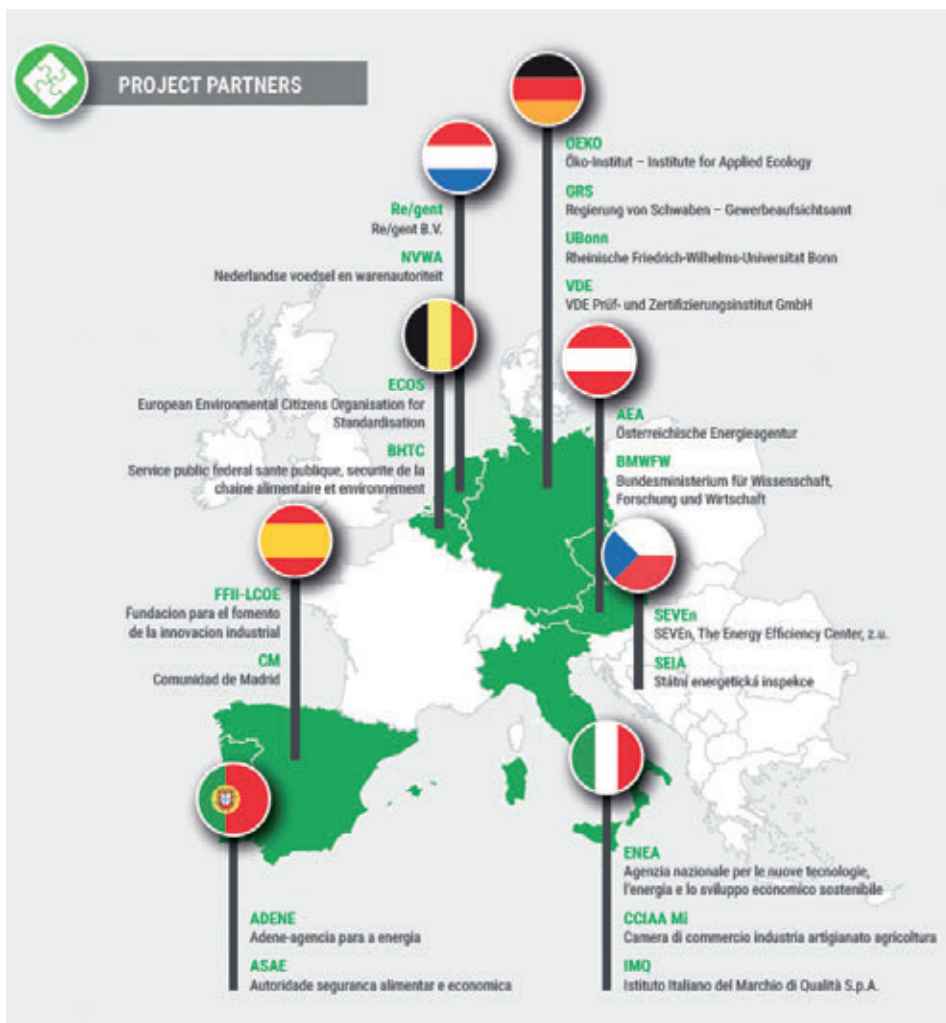 PROJECT PARTNERS
OEKO
Öko-Institut – Institute for Applied Ecology
GRS
Regierung von Schwaben – Gewerbeaufsichtsamt
UBonn
Rheinische Friedrich-Wilhelms-Universitat Bonn
VDE
VDE Prüf- und Zertifizierungsinstitut GmbH
Re/gent
Re/gent B.V.
NVWA
Nederlandse voedsel en warenautoriteit
ECOS
European Environmental Citizens Organisation for
Standardisation
BHTC
Service public federal sante publique, securite de la
chaine alimentaire et environnement
AEA
Österreichische Energieagentur
BMWFW
Bundesministerium für Wissenschaft,
Forschung und Wirtschaft
FFII-LCOE
Fundacion para el fomento
de la innovacion industrial
CM
Comunidad de Madrid
SEVEn
SEVEn, The Energy Efficiency Center, z.u.
SEIA
Státní energetická inspekce
ENEA
Agenzia nazionale per le nuove tecnologie,
l'energia e lo sviluppo economico sostenibile
CCIAA Mi
Camera di commercio industria artigianato agricoltura
IMQ
Istituto Italiano del Marchio di Qualità S.p.A.
ADENE
Adene-agencia para a energia
ASAE
Autoridade seguranca alimentar e economica